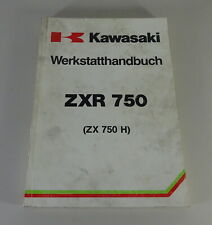 Kawasaki
Werkstatthandbuch
ZXR 750
(ZX 750 H)